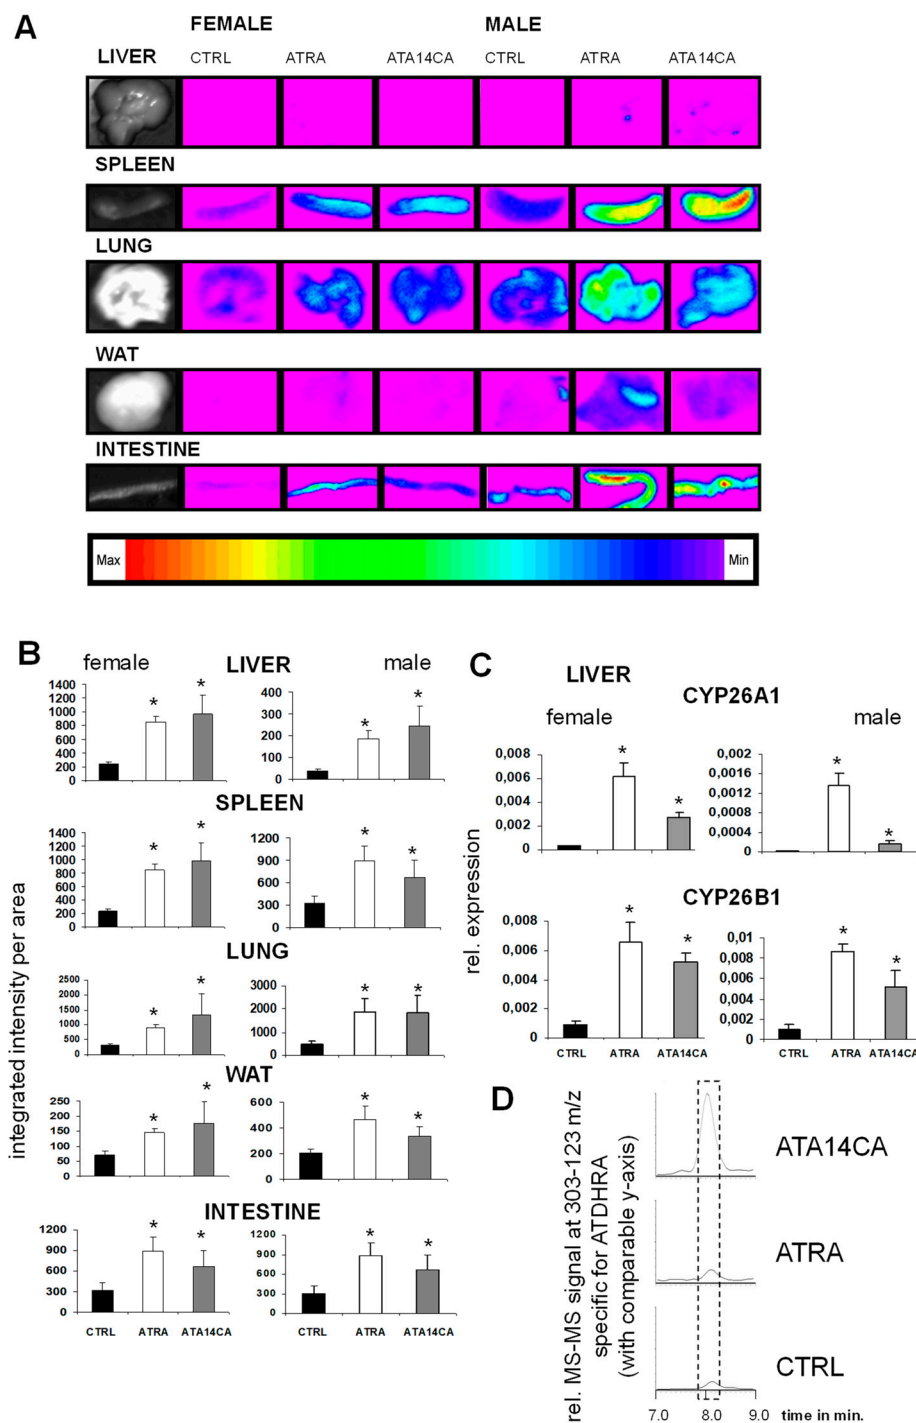 A
FEMALE MALE
LIVER CTRL ATRA ATA14CA CTRL ATRA ATA14CA
SPLEEN
LUNG
WAT
INTESTINE
Max Min
B
female LIVER male
1400
1200
1000
800
600
400
200
0
* *
400
300
200
100
0
* *
SPLEEN
1400
1200
1000
800
600
400
200
0
* *
1200
900
600
300
0
* *
LUNG
2500
2000
1500
1000
500
0
* *
3000
2000
1000
0
* *
WAT
250
200
150
100
50
0
* *
600
400
200
0
* *
INTESTINE
1200
900
600
300
0
* *
1200
900
600
300
0
* *
CTRL ATRA ATA14CA CTRL ATRA ATA14CA
integrated intensity per area
C
LIVER
CYP26A1
female male
0,008
0,006
0,004
0,002
0
* *
0,002
0,0016
0,0012
0,0008
0,0004
0
* *
CYP26B1
0,008
0,006
0,004
0,002
0
* *
0,01
0,008
0,006
0,004
0,002
0
* *
CTRL ATRA ATA14CA CTRL ATRA ATA14CA
rel. expression
D
rel. MS-MS signal at 303-123 m/z
specific for ATDHRA
(with comparable y-axis)
ATA14CA
ATRA
CTRL
7.0 8.0 9.0 time in min.